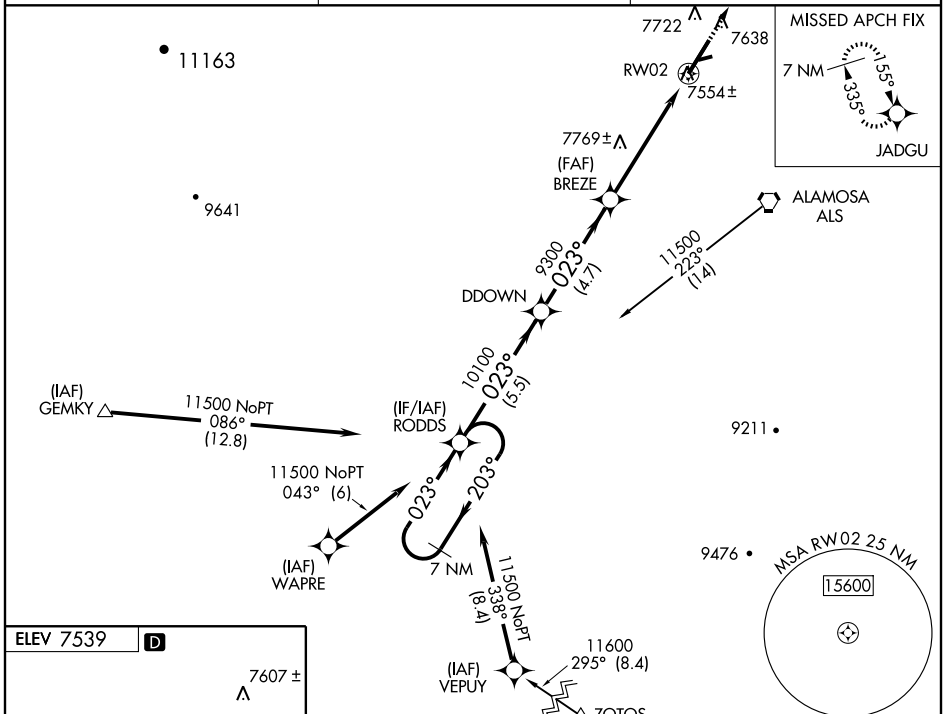 7722
7638
MISSED APCH FIX
11163
RW02
7 NM
155°
335°
7554±
JADGU
7769±
(FAF)
BREZE
ALAMOSA
ALS
9641
11500
223°
(14)
9300
023°
(4.7)
DDOWN
10100
023°
(5.5)
(IAF)
GEMKY
11500 NoPT
086°
(12.8)
(IF/IAF)
RODDS
9211
11500 NoPT
043° (6)
023°
203°
(IAF)
WAPRE
7 NM
11500 NoPT
338°
(8.4)
9476
MSA RW02 25 NM
15600
ELEV 7539
D
7607 ±
(IAF)
VEPUY
11600
295° (8.4)